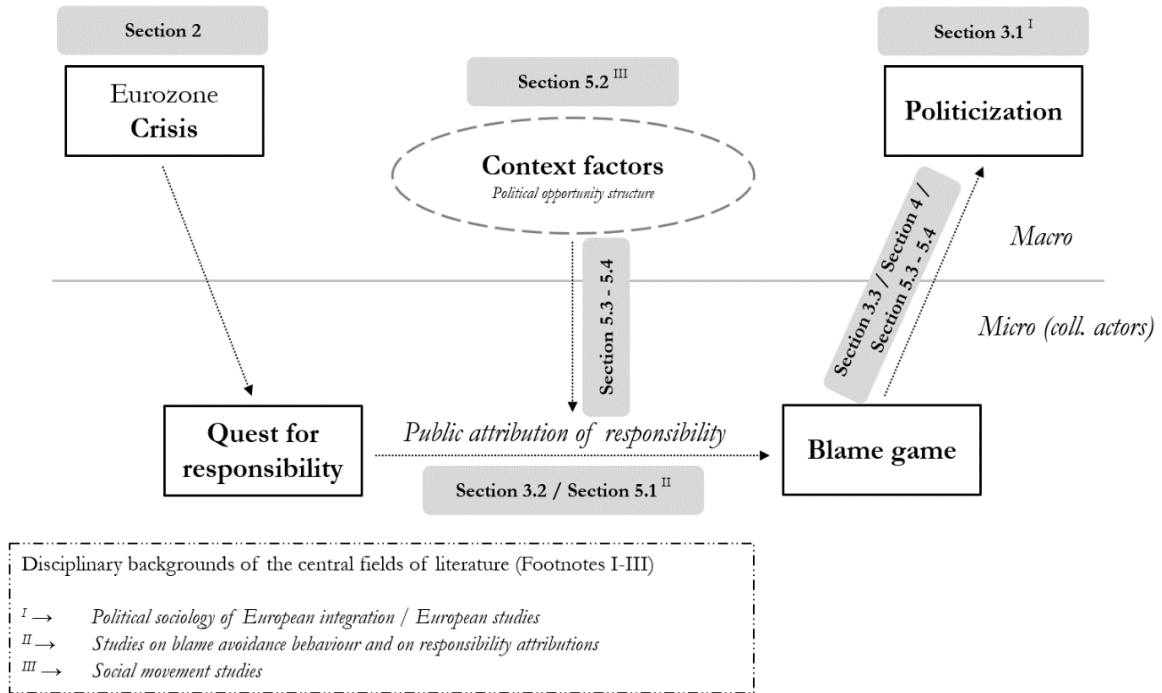 Section 2
Section 3.1 I
Section 5.2 III
Eurozone
Crisis
Politicization
Context factors
Political opportunity structure
Macro
Section 5.3 - 5.4
Section 3.3 / Section 4 /
Section 5.3 - 5.4
Micro (coll. actors)
Quest for
responsibility
Public attribution of responsibility
Blame game
Section 3.2 / Section 5.1 II
Disciplinary backgrounds of the central fields of literature (Footnotes I-III)
I → Political sociology of European integration / European studies
II → Studies on blame avoidance behaviour and on responsibility attributions
III → Social movement studies